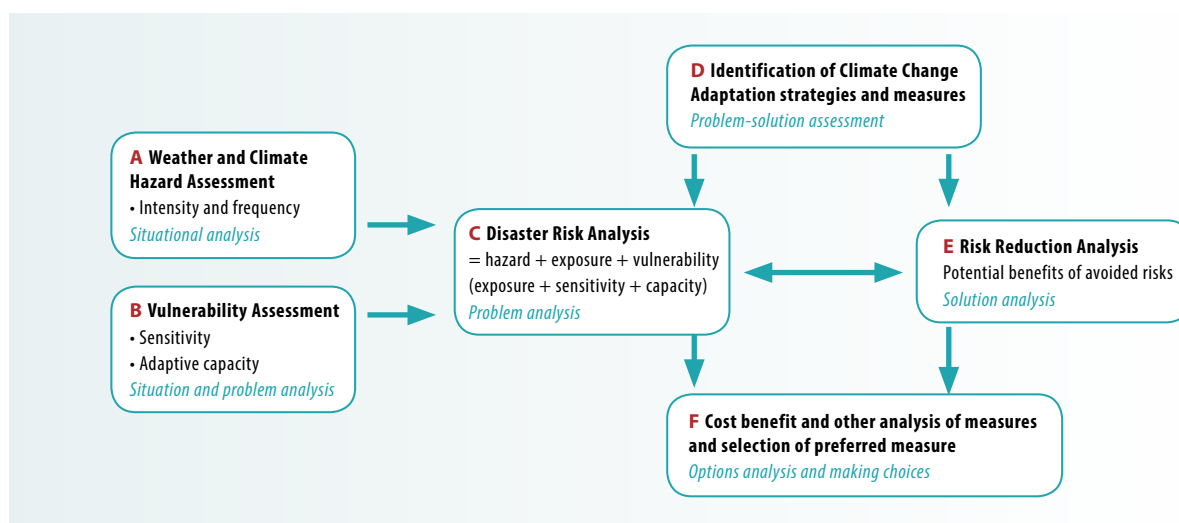 A Weather and Climate
Hazard Assessment
• Intensity and frequency
Situational analysis
B Vulnerability Assessment
• Sensitivity
• Adaptive capacity
Situation and problem analysis
C Disaster Risk Analysis
= hazard + exposure + vulnerability
(exposure + sensitivity + capacity)
Problem analysis
D Identification of Climate Change
Adaptation strategies and measures
Problem-solution assessment
E Risk Reduction Analysis
Potential benefits of avoided risks
Solution analysis
F Cost benefit and other analysis of measures
and selection of preferred measure
Options analysis and making choices